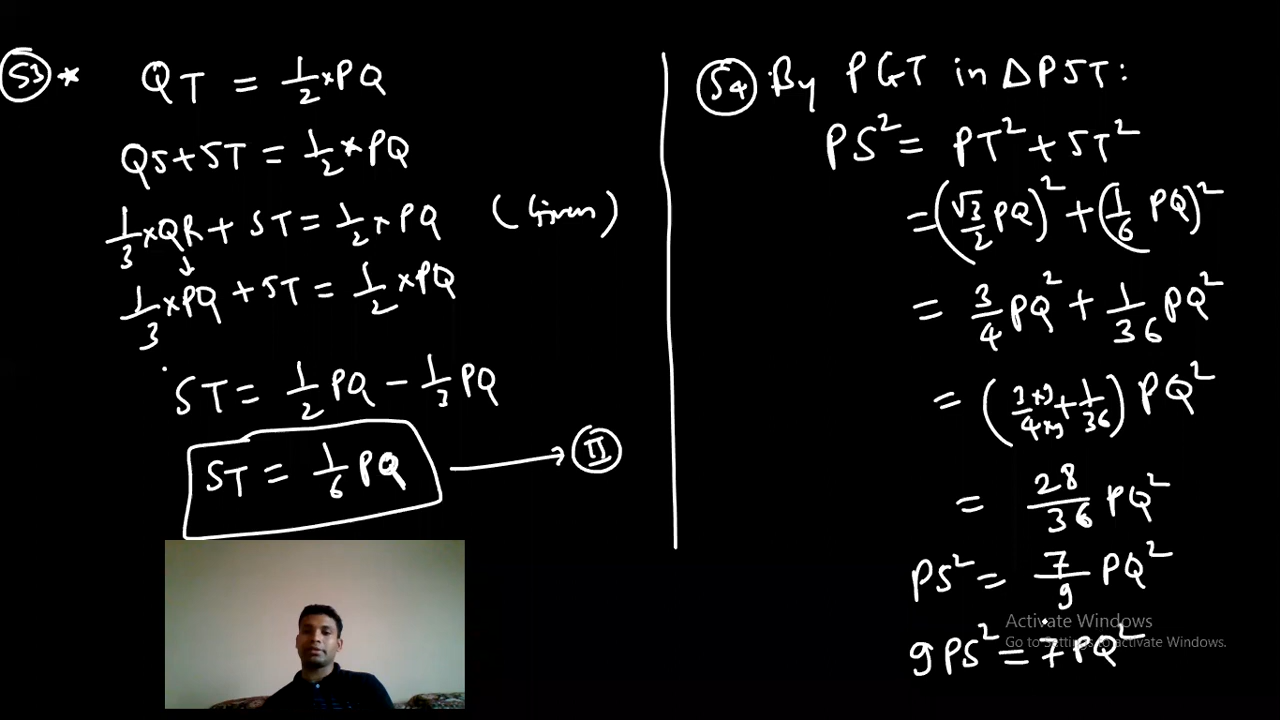 S3 * QT = 1/2 × PQ
QS + ST = 1/2 × PQ
1/3 × QR + ST = 1/2 × PQ (Given)
1/3 × PQ + ST = 1/2 × PQ
ST = 1/2 PQ - 1/3 PQ
ST = 1/6 PQ → II
S4 By PGT in △PST:
PS² = PT² + ST²
= (√3/2 PQ)² + (1/6 PQ)²
= 3/4 PQ² + 1/36 PQ²
= (3×9/4×9 + 1/36) PQ²
= 28/36 PQ²
PS² = 7/9 PQ²
9PS² = 7PQ²
Activate Windows
Go to Settings to activate Windows.